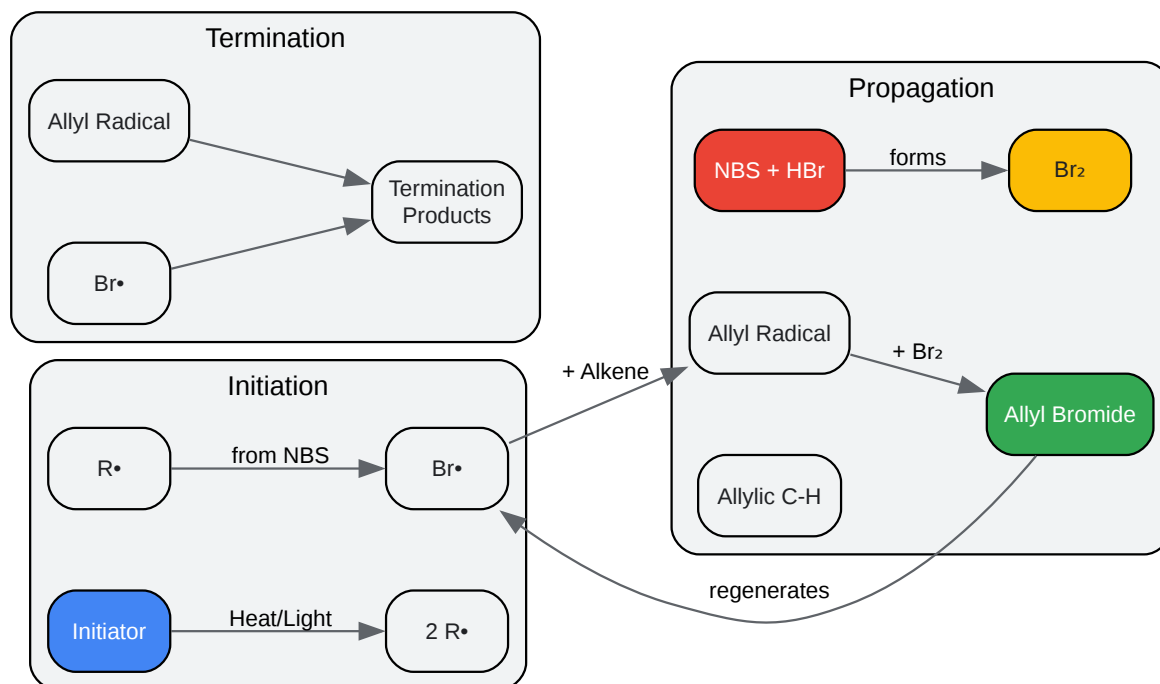 Termination
Allyl Radical
Termination
Products
Br•
Propagation
NBS + HBr
forms
Br₂
Allyl Radical
+ Br₂
Allyl Bromide
Allylic C-H
+ Alkene
Initiation
R•
from NBS
Br•
Initiator
Heat/Light
2 R•
regenerates